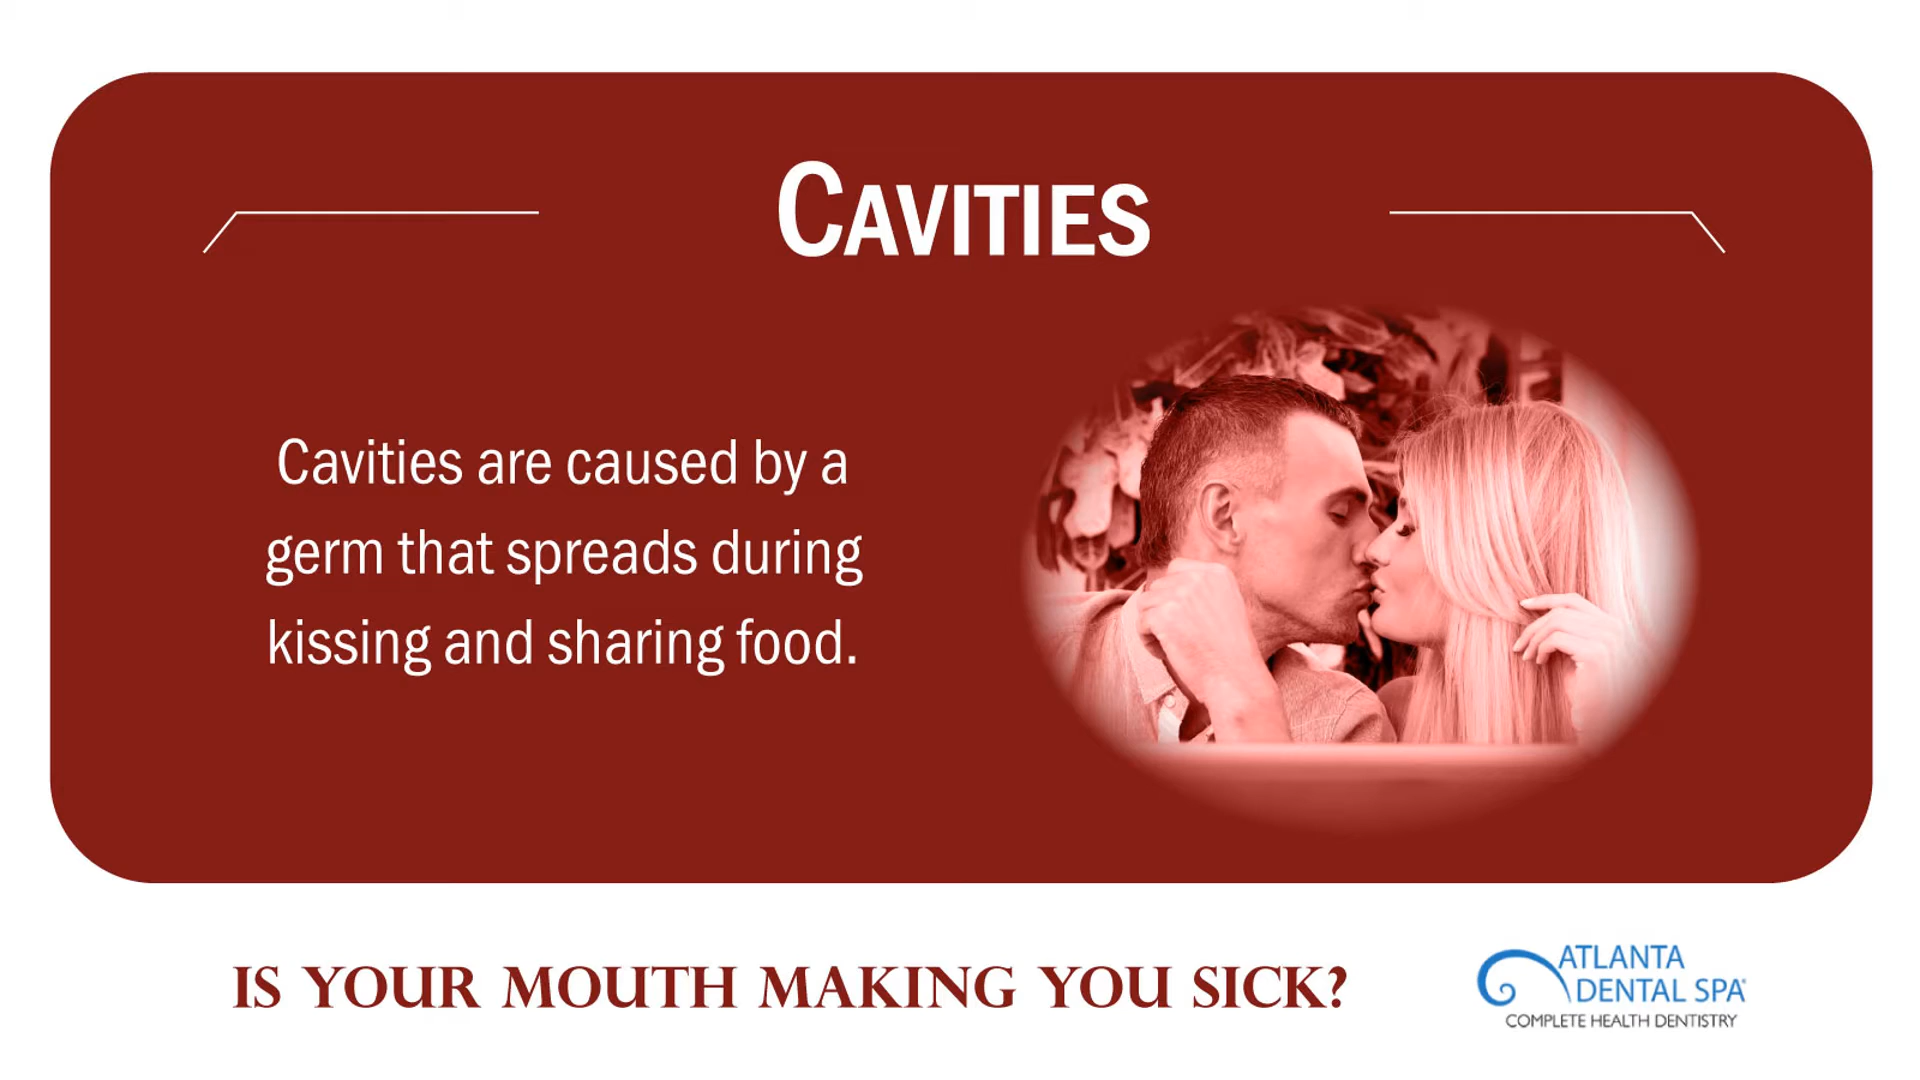 CAVITIES
Cavities are caused by a
germ that spreads during
kissing and sharing food.
IS YOUR MOUTH MAKING YOU SICK?
ATLANTA
DENTAL SPA®
COMPLETE HEALTH DENTISTRY